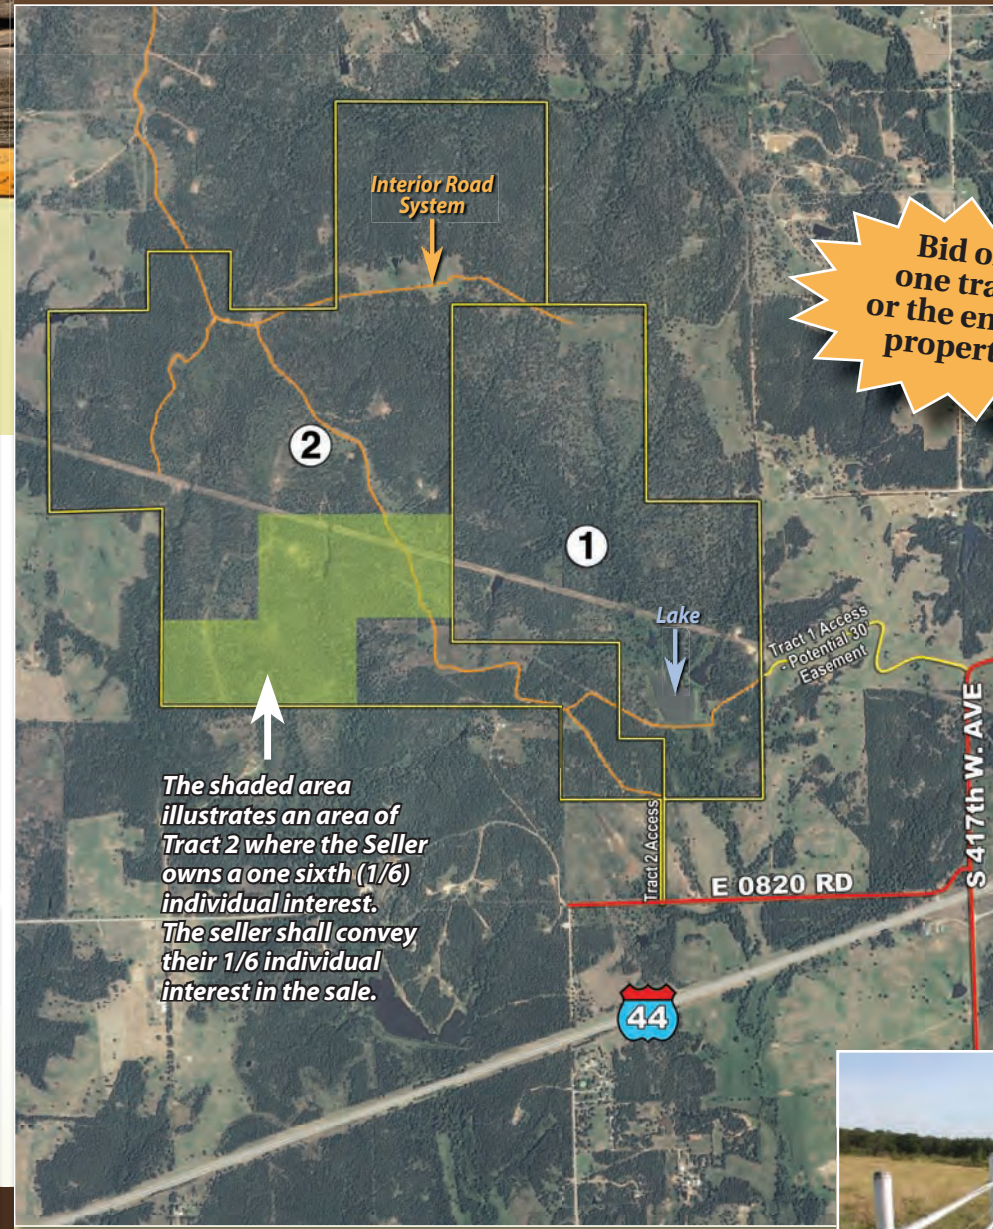 Interior Road
System
Bid o
one tra
or the en
propert
2
1
Lake
Tract 1 Access
- Potential 30'
Easement
S 417th W. AVE
The shaded area
illustrates an area of
Tract 2 where the Seller
owns a one sixth (1/6)
individual interest.
The seller shall convey
their 1/6 individual
interest in the sale.
Tract 2 Access
E 0820 RD
44